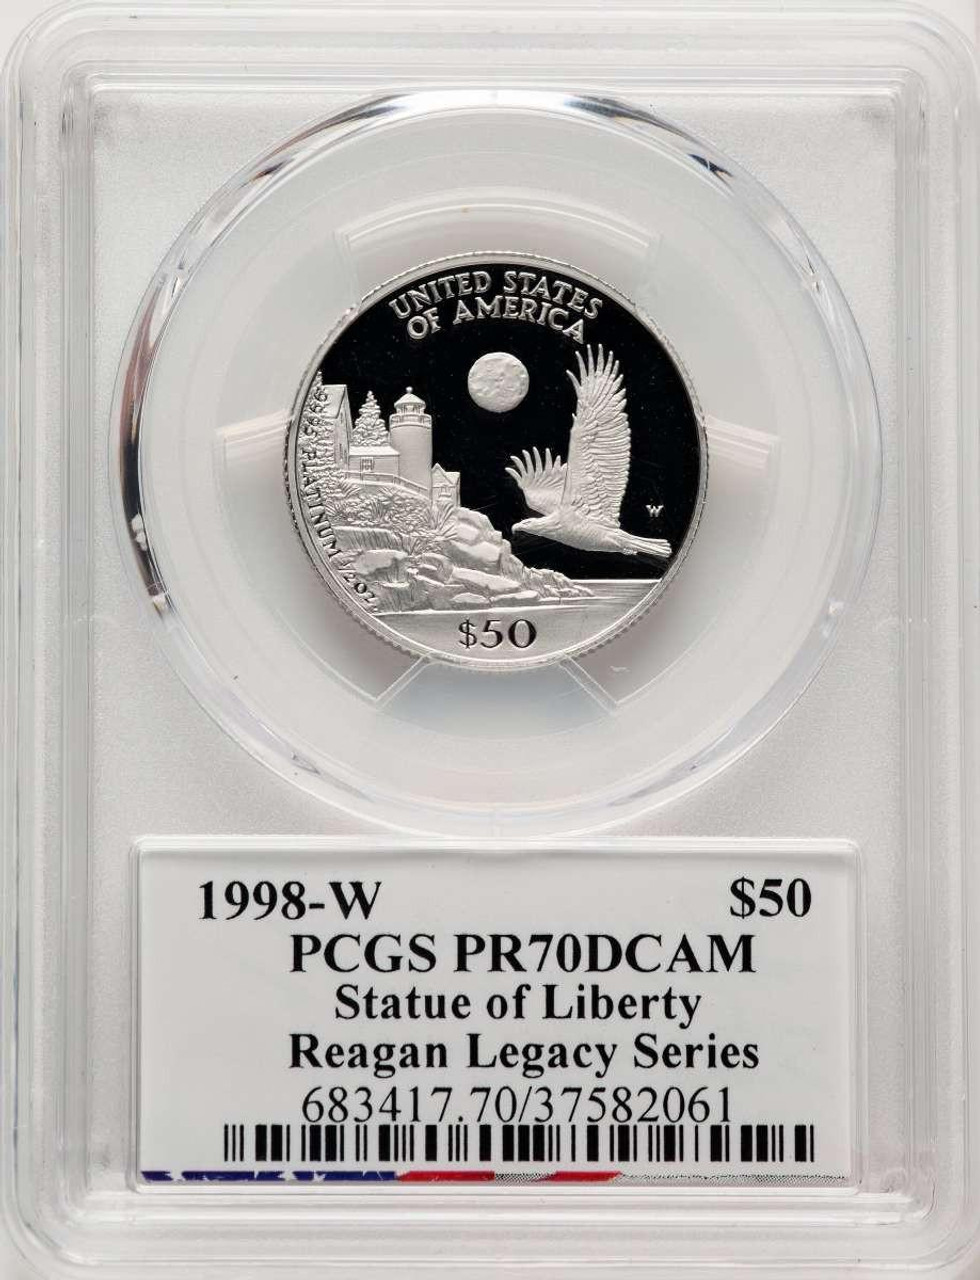 UNITED STATES
OF AMERICA
.9995 PLATINUM 1/2 OZ.
W
$50
1998-W $50
PCGS PR70DCAM
Statue of Liberty
Reagan Legacy Series
683417.70/37582061